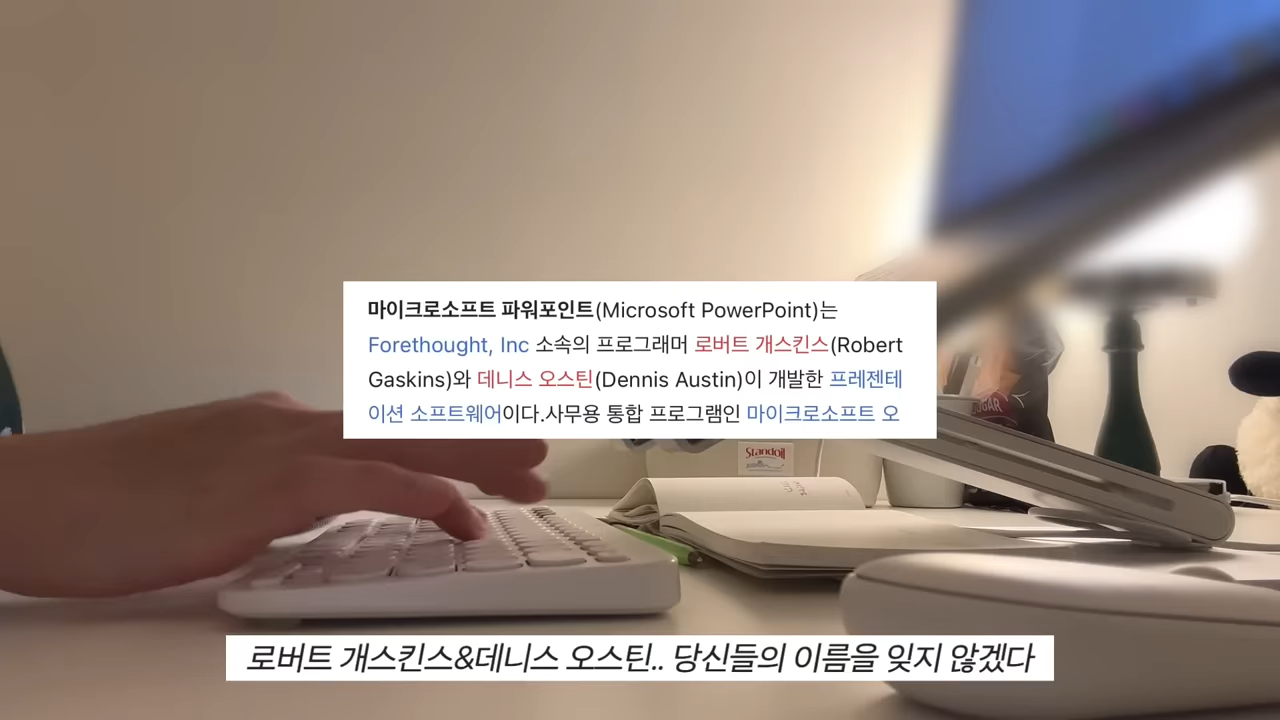 마이크로소프트 파워포인트(Microsoft PowerPoint)는
Forethought, Inc 소속의 프로그래머 로버트 개스킨스(Robert
Gaskins)와 데니스 오스틴(Dennis Austin)이 개발한 프레젠테
이션 소프트웨어이다.사무용 통합 프로그램인 마이크로소프트 오
Standoil
로버트 개스킨스&데니스 오스틴.. 당신들의 이름을 잊지 않겠다